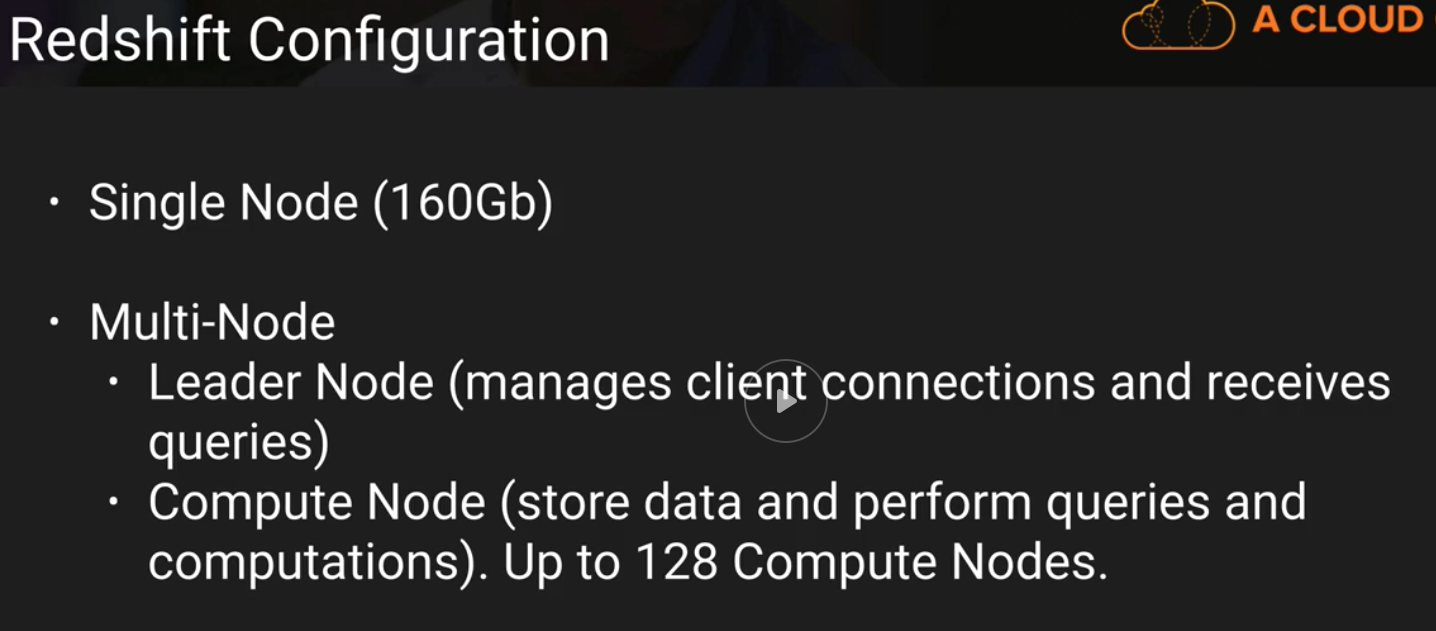 Redshift Configuration
A CLOUD
• Single Node (160Gb)
• Multi-Node
• Leader Node (manages client connections and receives
queries)
• Compute Node (store data and perform queries and
computations). Up to 128 Compute Nodes.